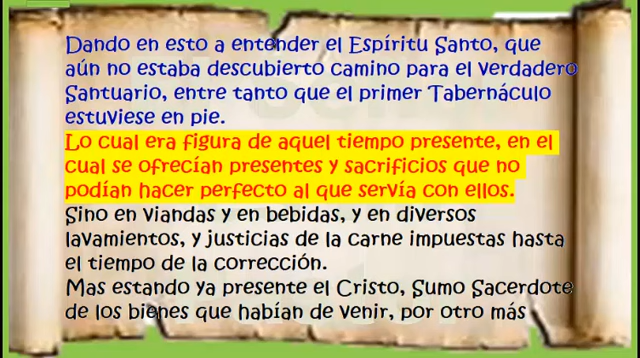 Dando en esto a entender el Espíritu Santo, que
aún no estaba descubierto camino para el verdadero
Santuario, entre tanto que el primer Tabernáculo
estuviese en pie.
Lo cual era figura de aquel tiempo presente, en el
cual se ofrecían presentes y sacrificios que no
podían hacer perfecto al que servía con ellos.
Sino en viandas y en bebidas, y en diversos
lavamientos, y justicias de la carne impuestas hasta
el tiempo de la corrección.
Mas estando ya presente el Cristo, Sumo Sacerdote
de los bienes que habían de venir, por otro más